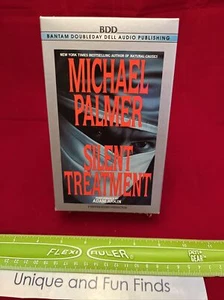 BDD
BANTAM DOUBLEDAY DELL AUDIO PUBLISHING
NEW YORK TIMES BESTSELLING AUTHOR OF NATURAL CAUSES
MICHAEL
PALMER
SILENT
TREATMENT
FLEXI RULER
Unique and Fun Finds